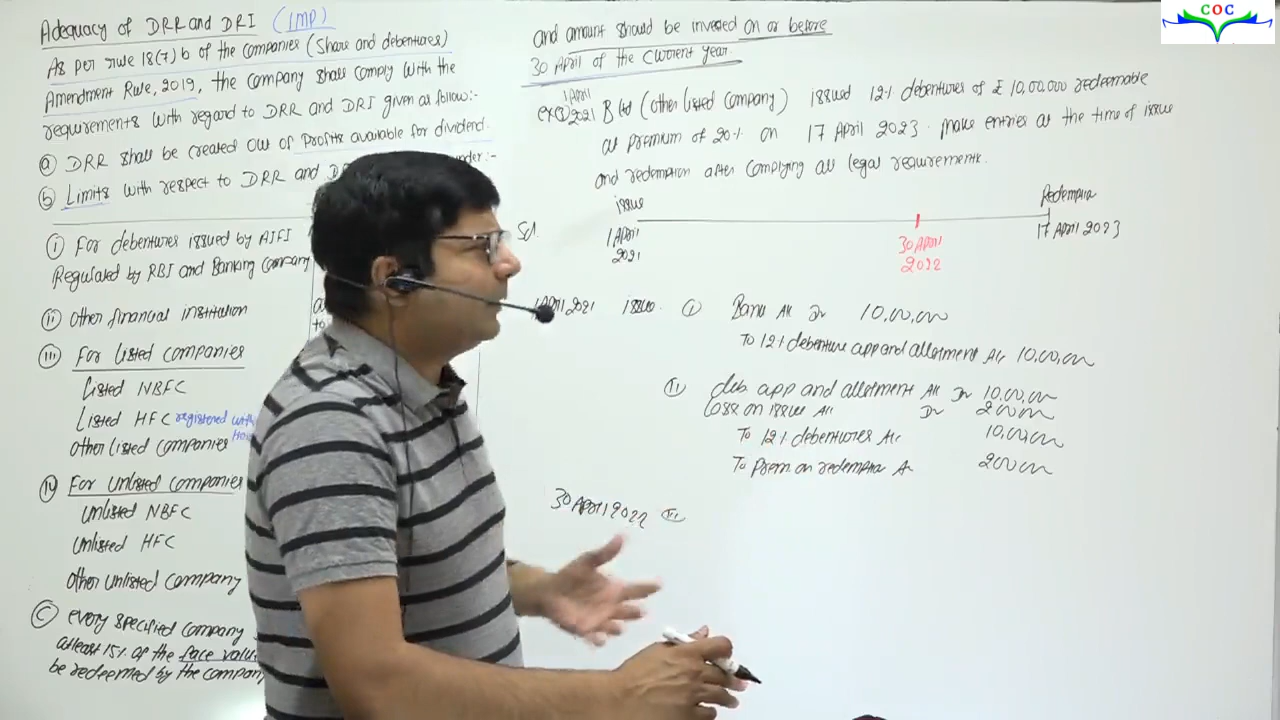 COC
Adequacy of DRR and DRI (IMP)
As per rule 18(7) b of the companies (Share and debentures)
Amendment Rule, 2019, the company shall comply with the
requirements with regard to DRR and DRI given as follow:-
(a) DRR shall be created out of Profits available for dividend.
(b) Limits with respect to DRR and under:-
(i) For debentures issued by AIFI
Regulated by RBI and Banking Company
(ii) Other financial institution
(iii) For listed companies
Listed NBFC
Listed HFC registered with
Other listed companies
(iv) For unlisted companies
Unlisted NBFC
Unlisted HFC
Other unlisted company
(C) every specified company
atleast 15% of the face valu
be redeemed by the company
and amount should be invested on or before
30 April of the current year.
1 April
2021 B ltd (other listed company) issued 12% debentures of ₤ 10,00,000 redeemable
at premium of 20% on 17 April 2023. Make entries at the time of issue
and redemption after complying all legal requirements.
issue Redemption
Sol.
1 April 2021
30 April 2022
17 April 2023
1 April 2021 issue. (i) Bank A/c Dr 10,00,000
To 12% debenture app and allotment A/c 10,00,000
(ii) deb. app and allotment A/c Dr 10,00,000
Loss on issue A/c Dr 200000
To 12% debentures A/c 10,00,000
To Prem on redemption A/c 200000
30 April 2022 (iii)